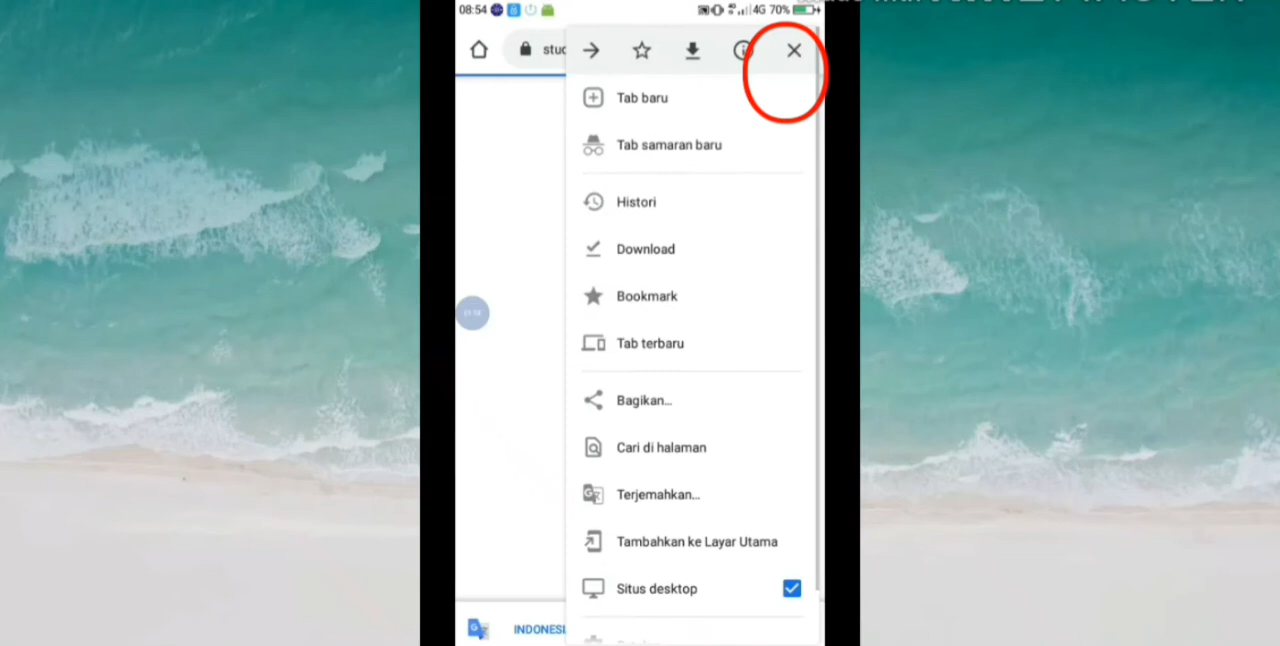 08:54
4G 70%
stud
Tab baru
Tab samaran baru
Histori
Download
Bookmark
Tab terbaru
Bagikan...
Cari di halaman
Terjemahkan...
Tambahkan ke Layar Utama
Situs desktop
INDONESI